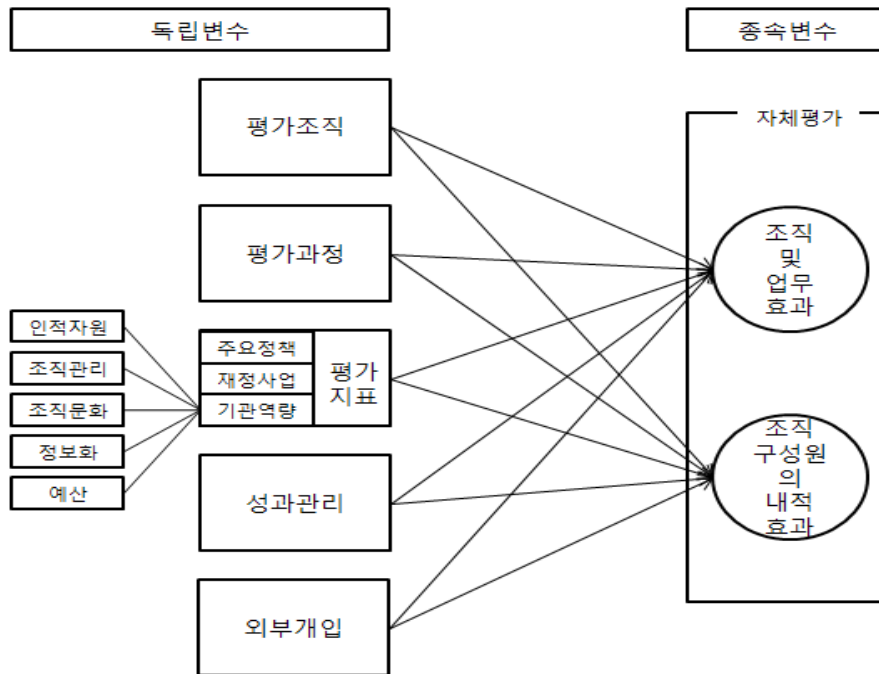 독립변수
종속변수
평가조직
자체평가
평가과정
조직
및
업무
효과
인적자원
조직관리
조직문화
정보화
예산
주요정책
재정사업
기관역량
평가
지표
조직
구성원
의
내적
효과
성과관리
외부개입